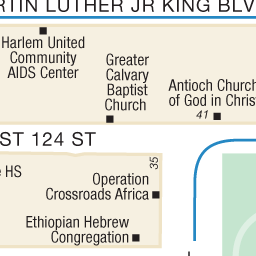 RTIN LUTHER JR KING BLV
Harlem United
Community
AIDS Center
Greater
Calvary
Baptist
Church
Antioch Church
of God in Christ
41
ST 124 ST
HS
35
Operation
Crossroads Africa
Ethiopian Hebrew
Congregation